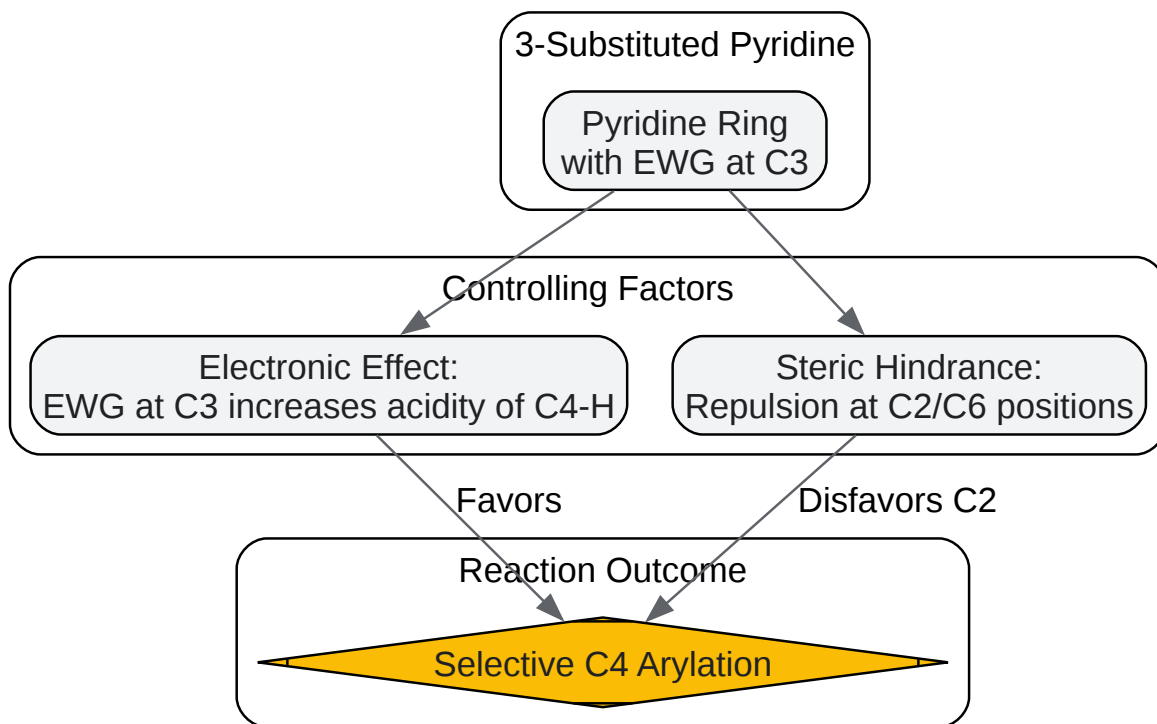 3-Substituted Pyridine
Pyridine Ring
with EWG at C3
Controlling Factors
Electronic Effect:
EWG at C3 increases acidity of C4-H
Steric Hindrance:
Repulsion at C2/C6 positions
Favors
Disfavors C2
Reaction Outcome
Selective C4 Arylation